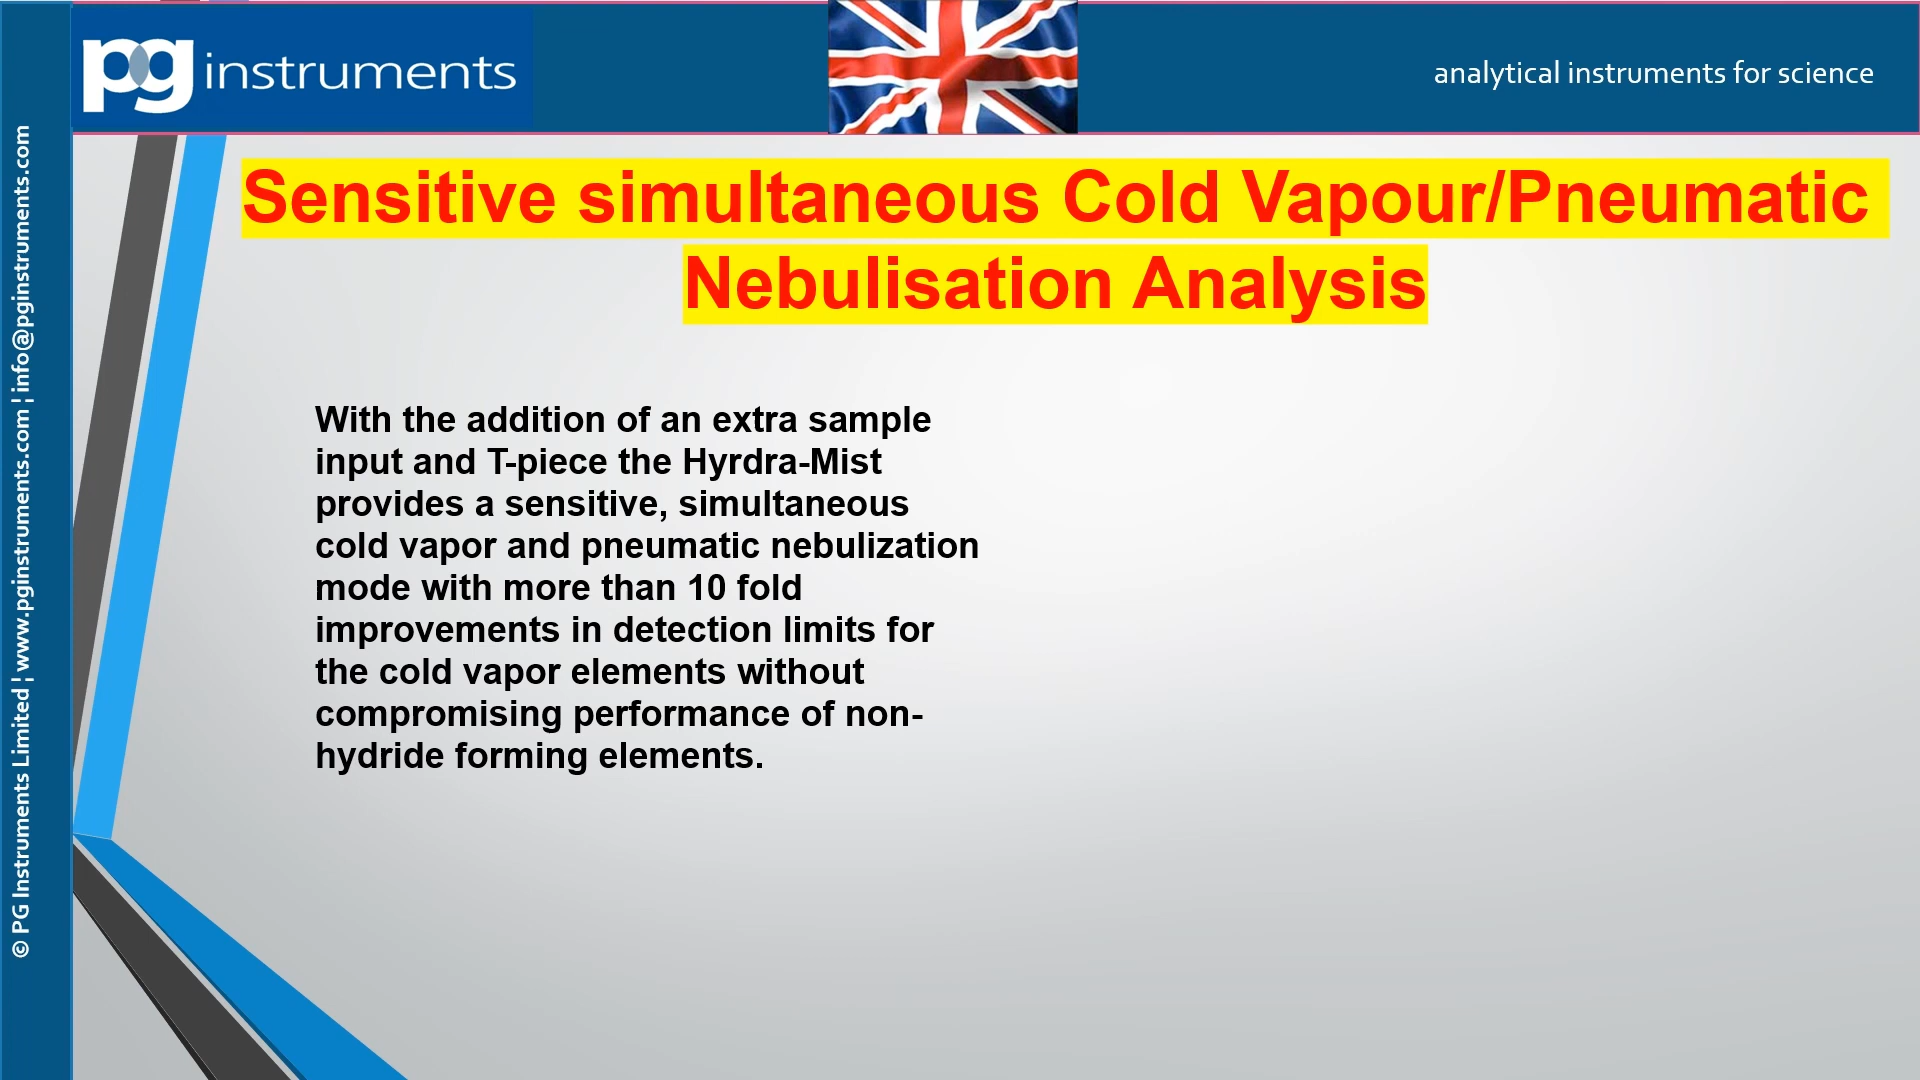 pg instruments
analytical instruments for science
© PG Instruments Limited ¦ www.pginstruments.com ¦ info@pginstruments.com
Sensitive simultaneous Cold Vapour/Pneumatic
Nebulisation Analysis
With the addition of an extra sample
input and T-piece the Hyrdra-Mist
provides a sensitive, simultaneous
cold vapor and pneumatic nebulization
mode with more than 10 fold
improvements in detection limits for
the cold vapor elements without
compromising performance of non-
hydride forming elements.